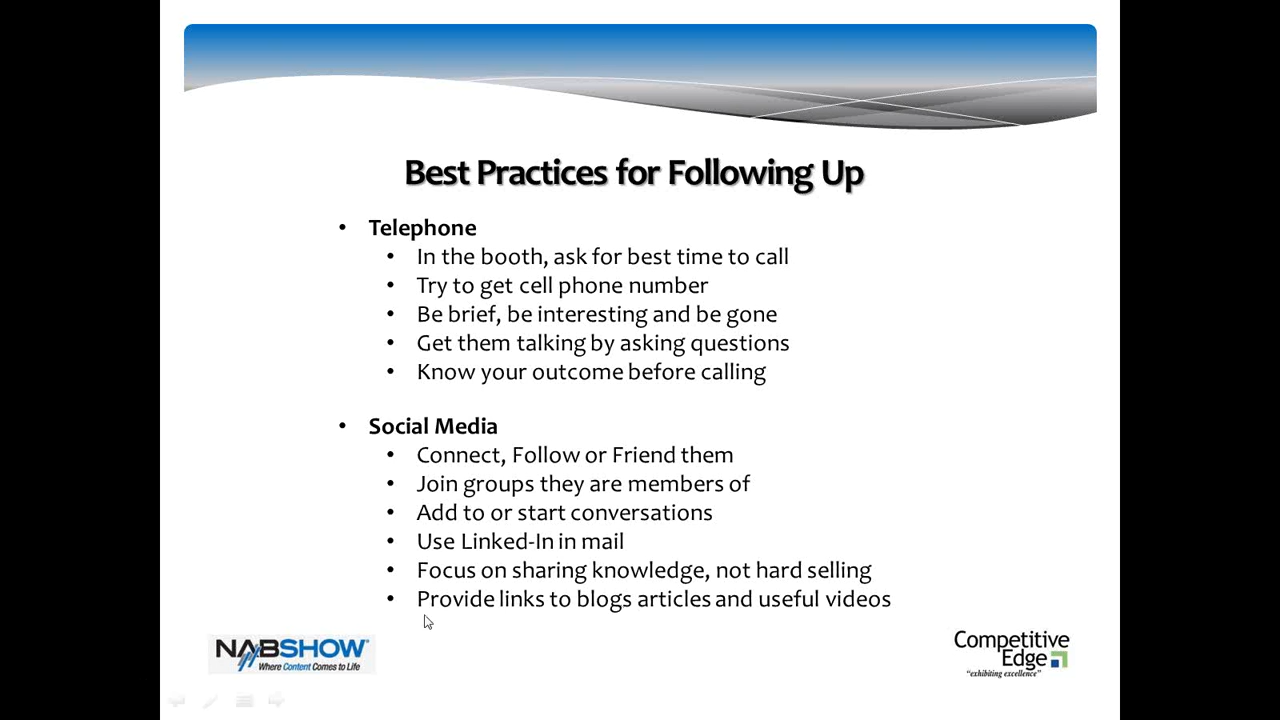 Best Practices for Following Up
• Telephone
• In the booth, ask for best time to call
• Try to get cell phone number
• Be brief, be interesting and be gone
• Get them talking by asking questions
• Know your outcome before calling
• Social Media
• Connect, Follow or Friend them
• Join groups they are members of
• Add to or start conversations
• Use Linked-In in mail
• Focus on sharing knowledge, not hard selling
• Provide links to blogs articles and useful videos
NABSHOW®
Where Content Comes to Life
Competitive
Edge
"exhibiting excellence"